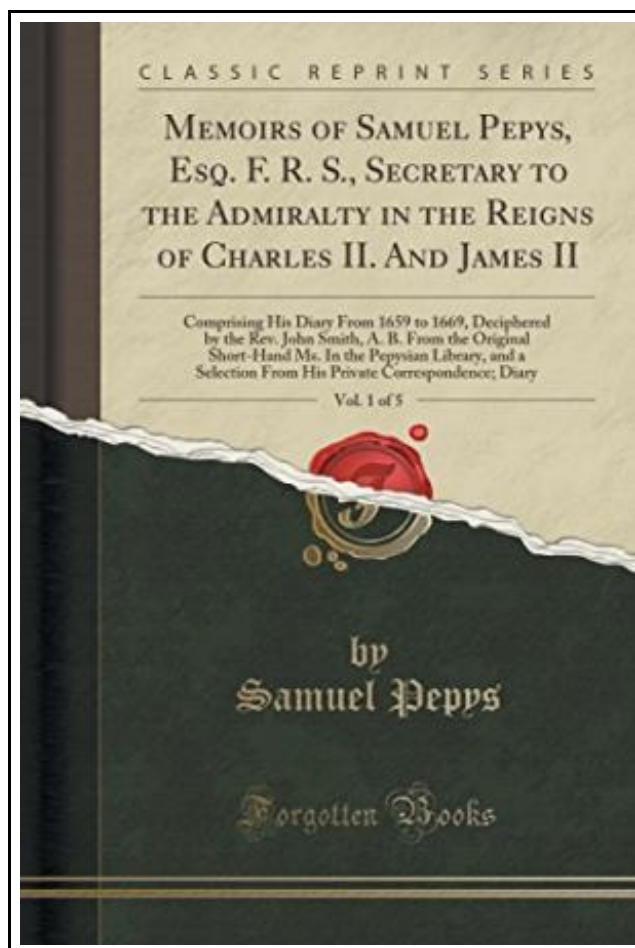 CLASSIC REPRINT SERIES
MEMOIRS OF SAMUEL PEPYS,
ESQ. F. R. S., SECRETARY TO
THE ADMIRALTY IN THE REIGNS
OF CHARLES II. AND JAMES II
Comprising His Diary From 1659 to 1669, Deciphered
by the Rev. John Smith, A. B. From the Original
Short-Hand Ms. In the Pepysian Library, and a
Selection From His Private Correspondence; Diary
Vol. 1 of 5
by
Samuel Pepys
Forgotten Books